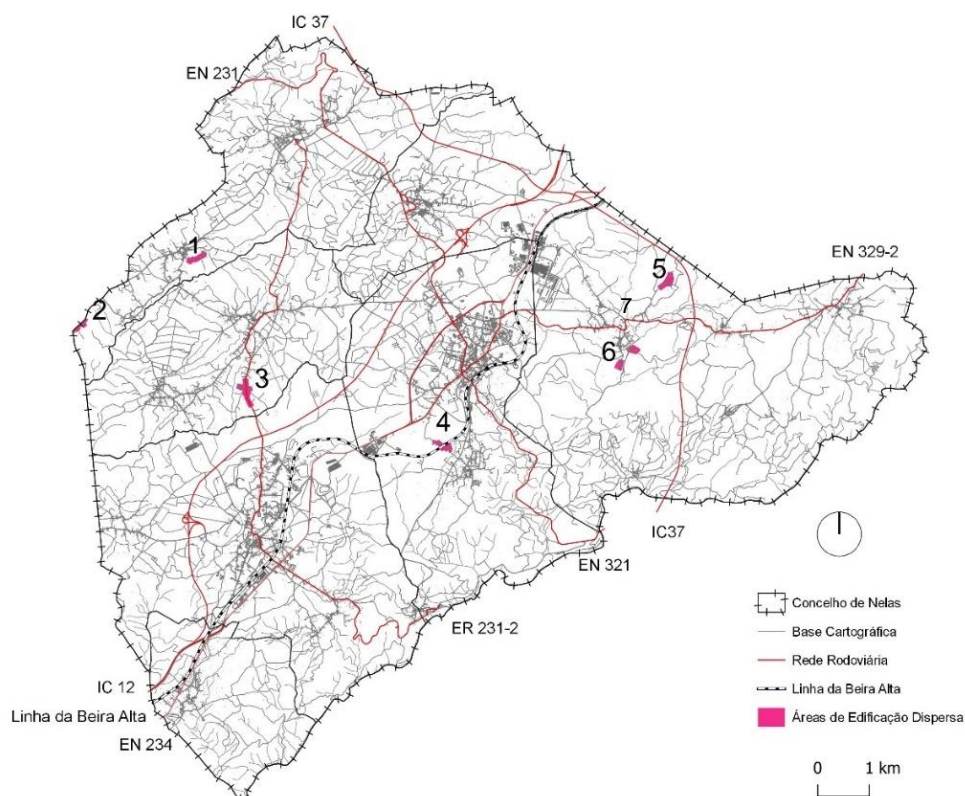 IC 37
EN 231
1
EN 329-2
5
2
7
6
3
4
IC37
EN 321
Concelho de Nelas
Base Cartográfica
ER 231-2
Rede Rodoviária
IC 12
Linha da Beira Alta
Linha da Beira Alta
Áreas de Edificação Dispersa
EN 234
0 1 km